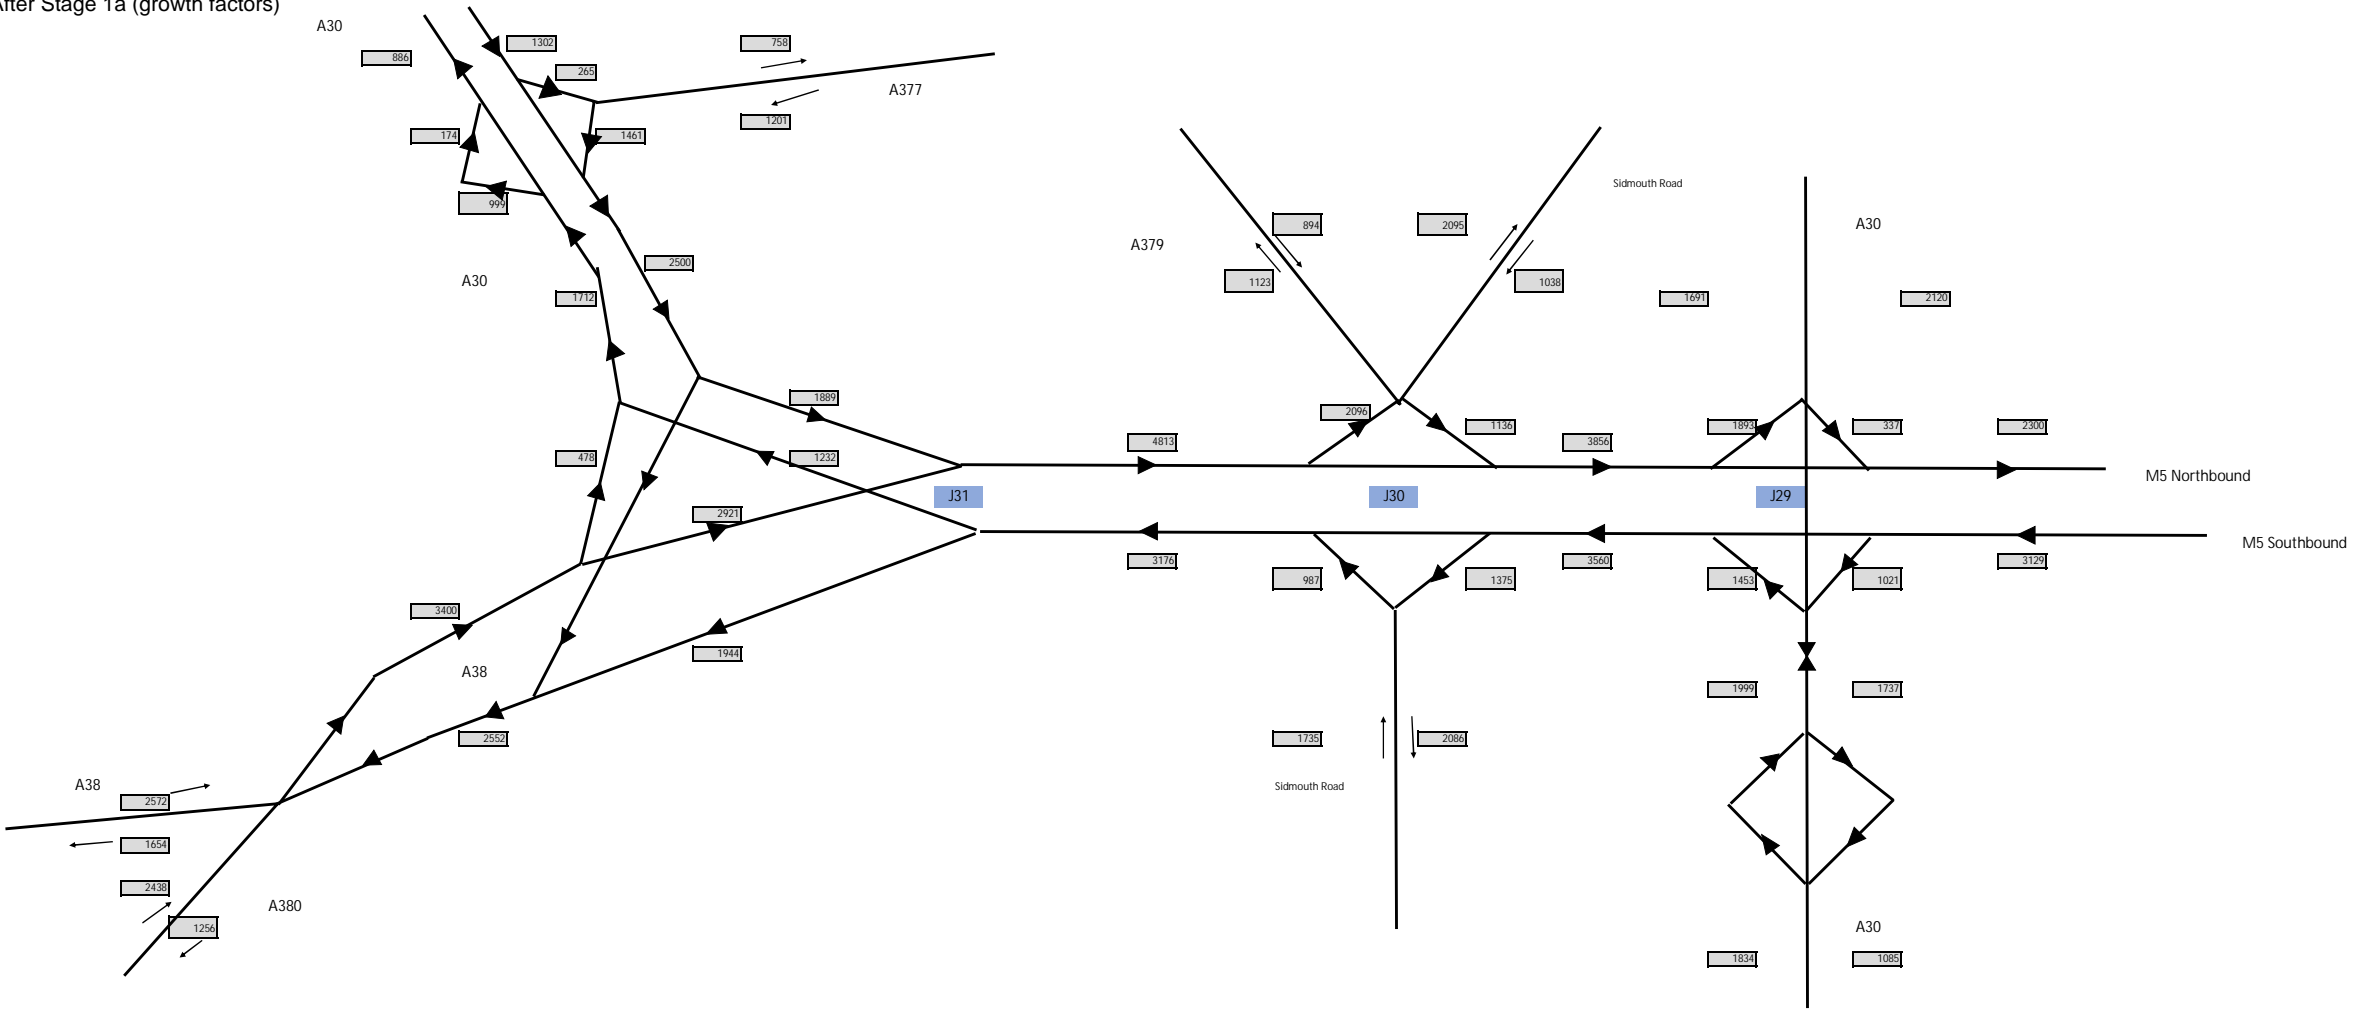 After Stage 1a (growth factors)
A30
1302
758
886
265
A377
1201
174
1461
Sidmouth Road
999
894
2095
A30
A379
2500
A30
1123
1038
1712
1691
2120
1889
2096
1136
1893
337
2300
4813
3856
478
1232
M5 Northbound
J31
J30
J29
2921
M5 Southbound
3176
3560
3129
987
1375
1453
1021
3400
1944
A38
1999
1737
2552
1735
2086
A38
Sidmouth Road
2572
1654
2438
A380
1256
A30
1834
1085